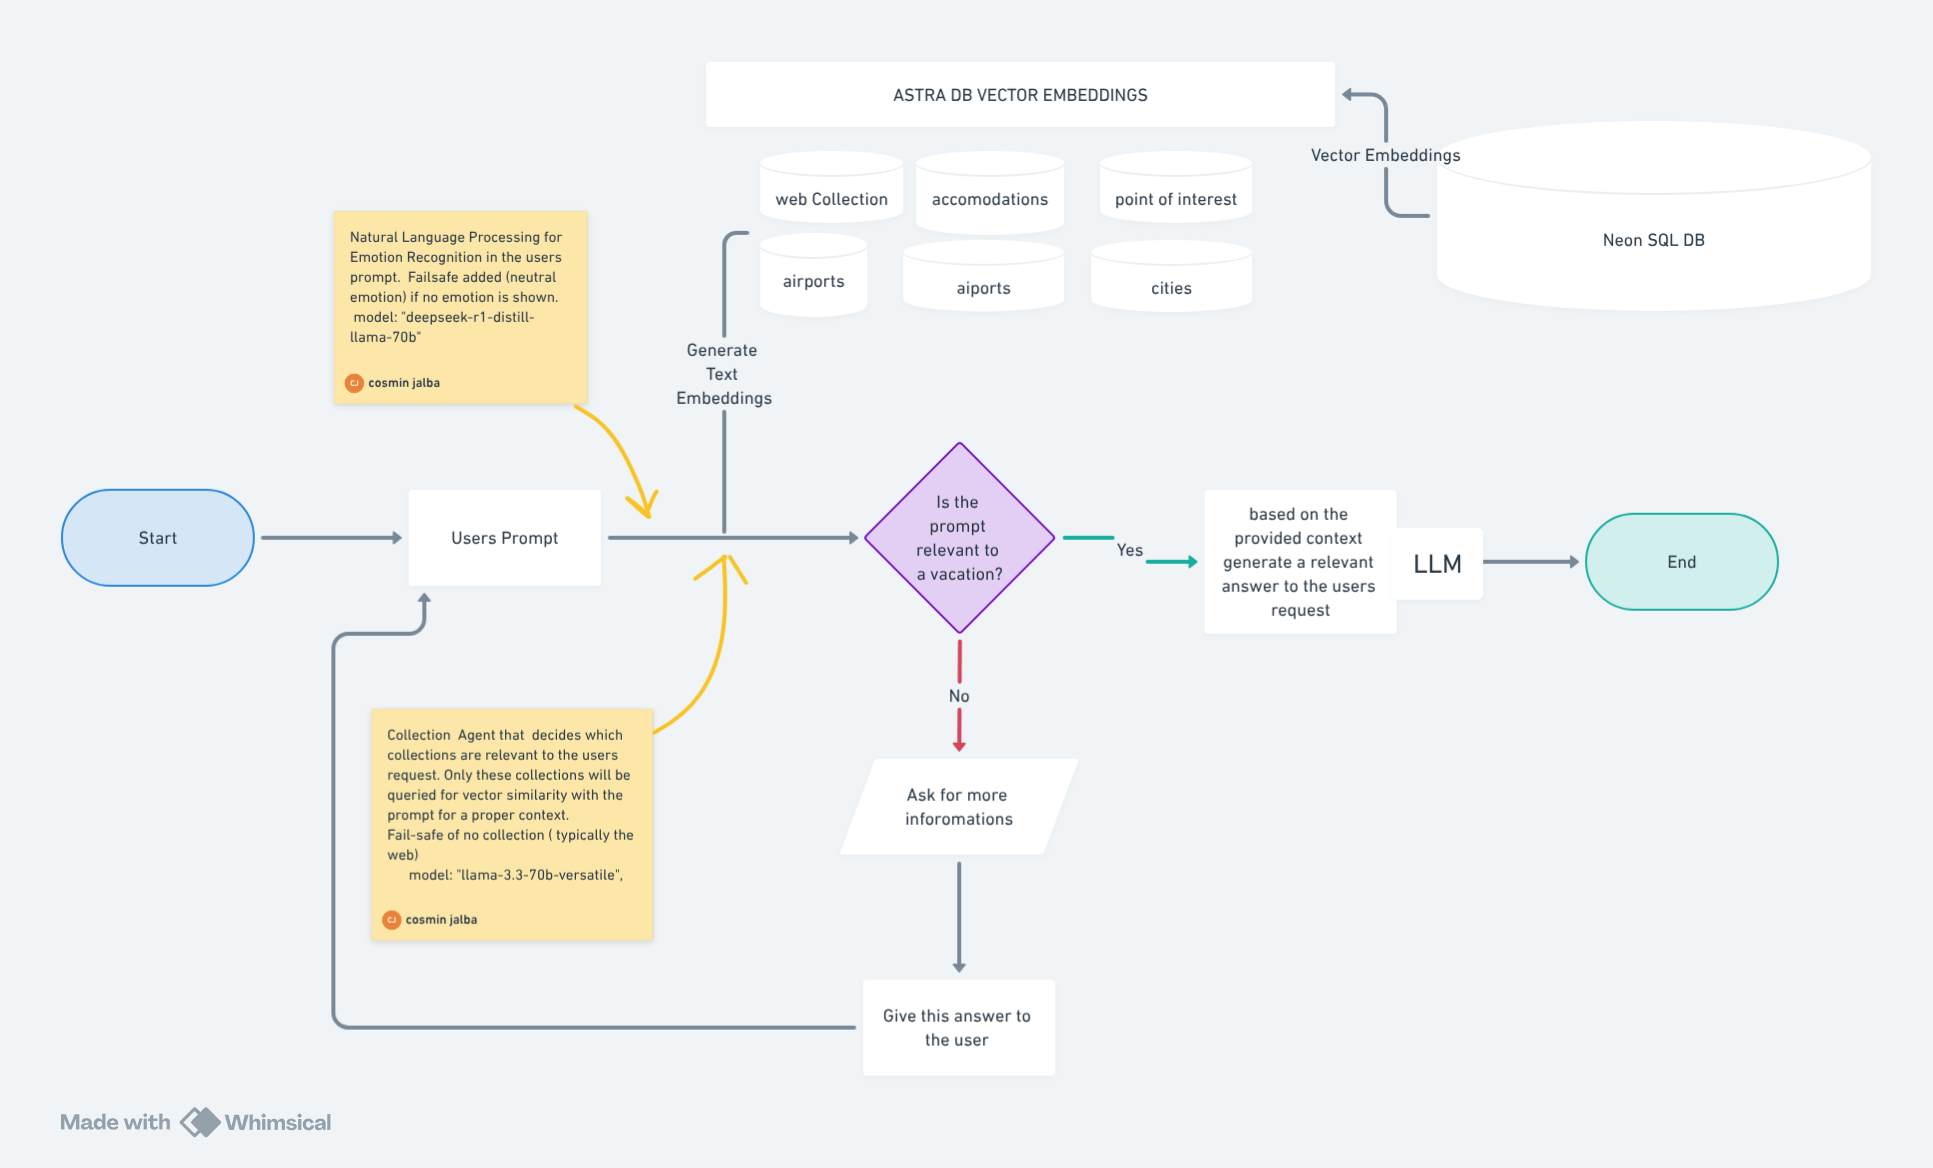 ASTRA DB VECTOR EMBEDDINGS
Vector Embeddings
web Collection
accomodations
point of interest
Neon SQL DB
airports
aiports
cities
Natural Language Processing for
Emotion Recognition in the users
prompt.  Failsafe added (neutral
emotion) if no emotion is shown.
model: "deepseek-r1-distill-
llama-70b"
CJ cosmin jalba
Generate
Text
Embeddings
Start
Users Prompt
Is the
prompt
relevant to
a vacation?
Yes
based on the
provided context
generate a relevant
answer to the users
request
LLM
End
No
Collection  Agent that  decides which
collections are relevant to the users
request. Only these collections will be
queried for vector similarity with the
prompt for a proper context.
Fail-safe of no collection ( typically the
web)
model: "llama-3.3-70b-versatile",
CJ cosmin jalba
Ask for more
inforomations
Give this answer to
the user
Made with Whimsical